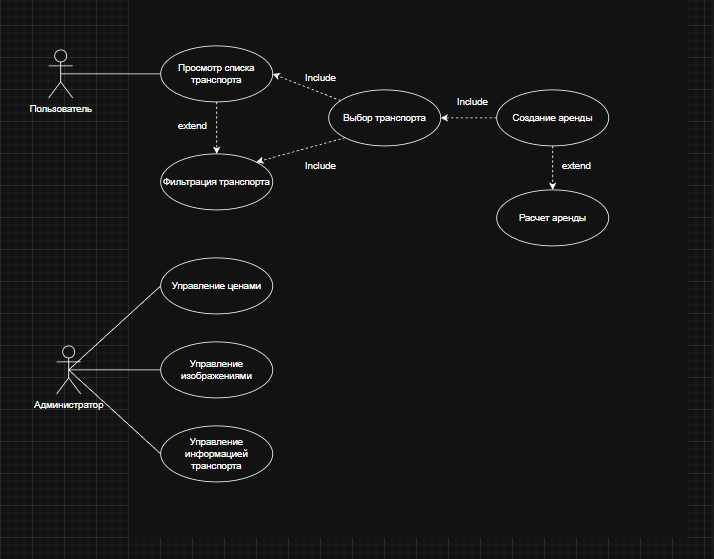 Просмотр списка
транспорта
Include
Include
Пользователь
extend
Выбор транспорта
Создание аренды
Include
extend
Фильтрация транспорта
Расчет аренды
Управление ценами
Управление
изображениями
Администратор
Управление
информацией
транспорта